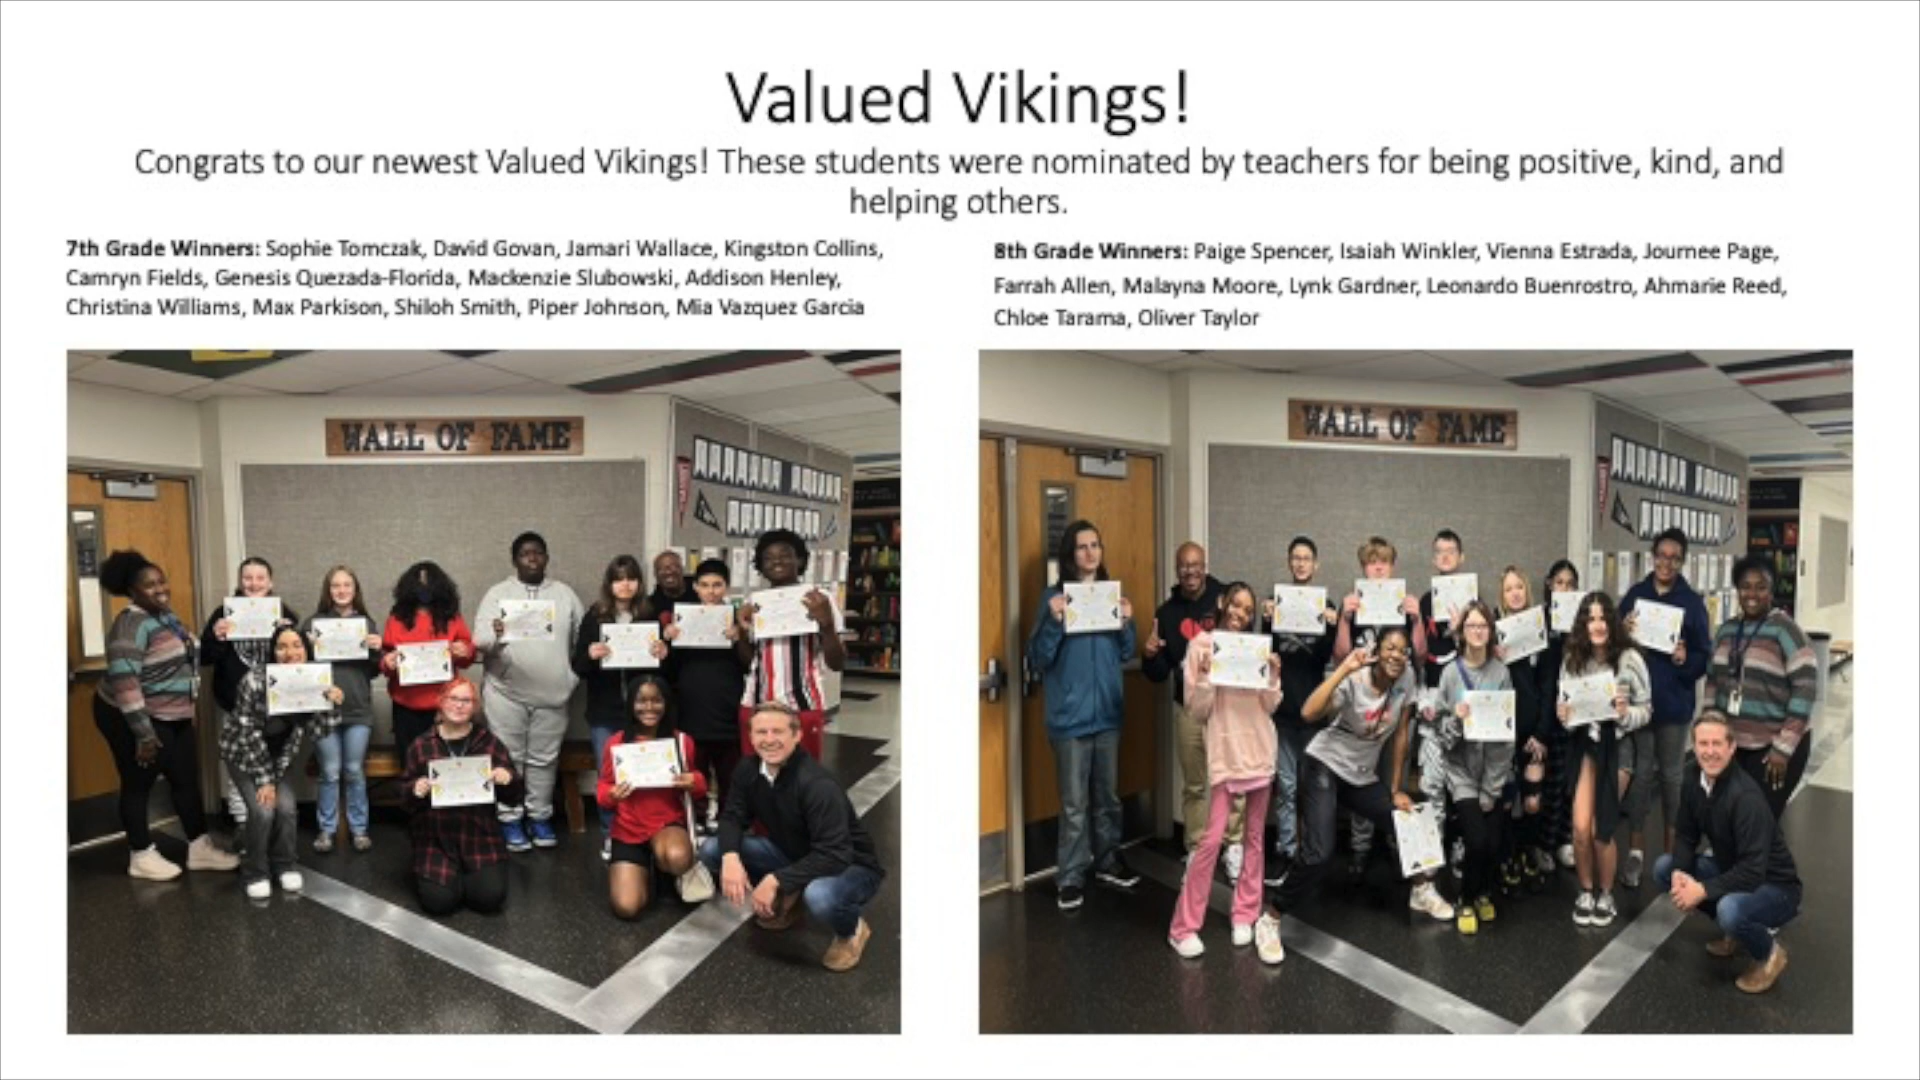 Valued Vikings!
Congrats to our newest Valued Vikings! These students were nominated by teachers for being positive, kind, and
helping others.
7th Grade Winners: Sophie Tomczak, David Govan, Jamari Wallace, Kingston Collins,
Camryn Fields, Genesis Quezada-Florida, Mackenzie Slubowski, Addison Henley,
Christina Williams, Max Parkison, Shiloh Smith, Piper Johnson, Mia Vazquez Garcia
8th Grade Winners: Paige Spencer, Isaiah Winkler, Vienna Estrada, Journee Page,
Farrah Allen, Malayna Moore, Lynk Gardner, Leonardo Buenrostro, Ahmarie Reed,
Chloe Tarama, Oliver Taylor
WALL OF FAME
WALL OF FAME